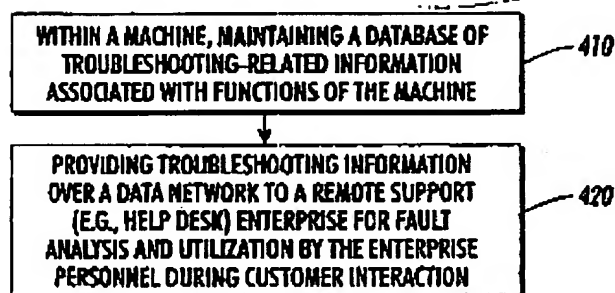 WITHIN A MACHINE, MAINTAINING A DATABASE OF
TROUBLESHOOTING-RELATED INFORMATION
ASSOCIATED WITH FUNCTIONS OF THE MACHINE
410
PROVIDING TROUBLESHOOTING INFORMATION
OVER A DATA NETWORK TO A REMOTE SUPPORT
(E.G., HELP DESK) ENTERPRISE FOR FAULT
ANALYSIS AND UTILIZATION BY THE ENTERPRISE
PERSONNEL DURING CUSTOMER INTERACTION
420